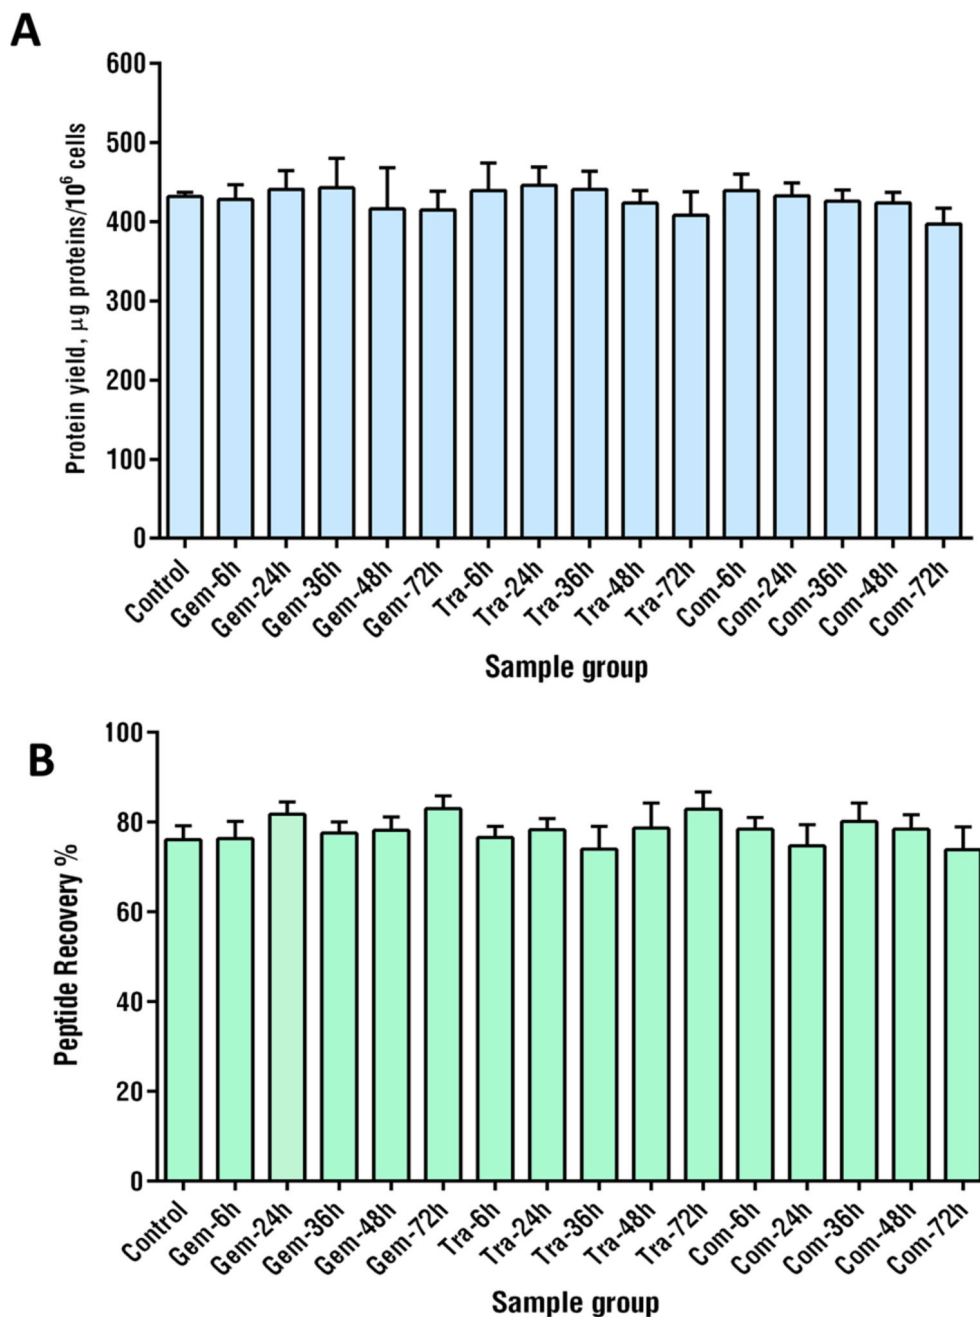 A
Protein yield, μg proteins/10⁶ cells
600
500
400
300
200
100
0
Control
Gem-6h
Gem-24h
Gem-36h
Gem-48h
Gem-72h
Tra-6h
Tra-24h
Tra-36h
Tra-48h
Tra-72h
Com-6h
Com-24h
Com-36h
Com-48h
Com-72h
Sample group
B
Peptide Recovery %
100
80
60
40
20
0
Control
Gem-6h
Gem-24h
Gem-36h
Gem-48h
Gem-72h
Tra-6h
Tra-24h
Tra-36h
Tra-48h
Tra-72h
Com-6h
Com-24h
Com-36h
Com-48h
Com-72h
Sample group